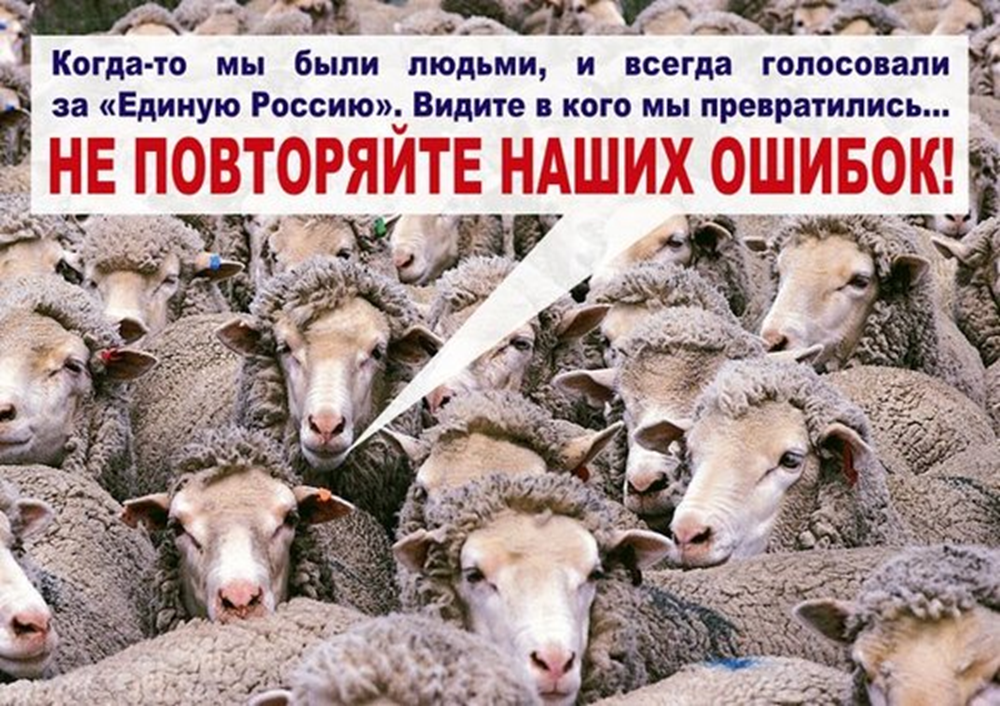 Когда-то мы были людьми, и всегда голосовали
за «Единую Россию». Видите в кого мы превратились...
НЕ ПОВТОРЯЙТЕ НАШИХ ОШИБОК!